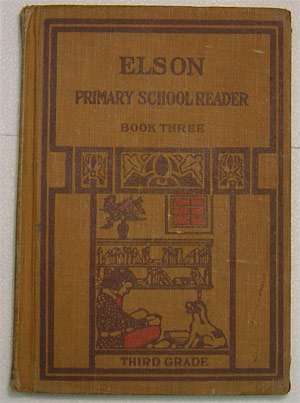 ELSON
PRIMARY SCHOOL READER
BOOK THREE
THIRD GRADE